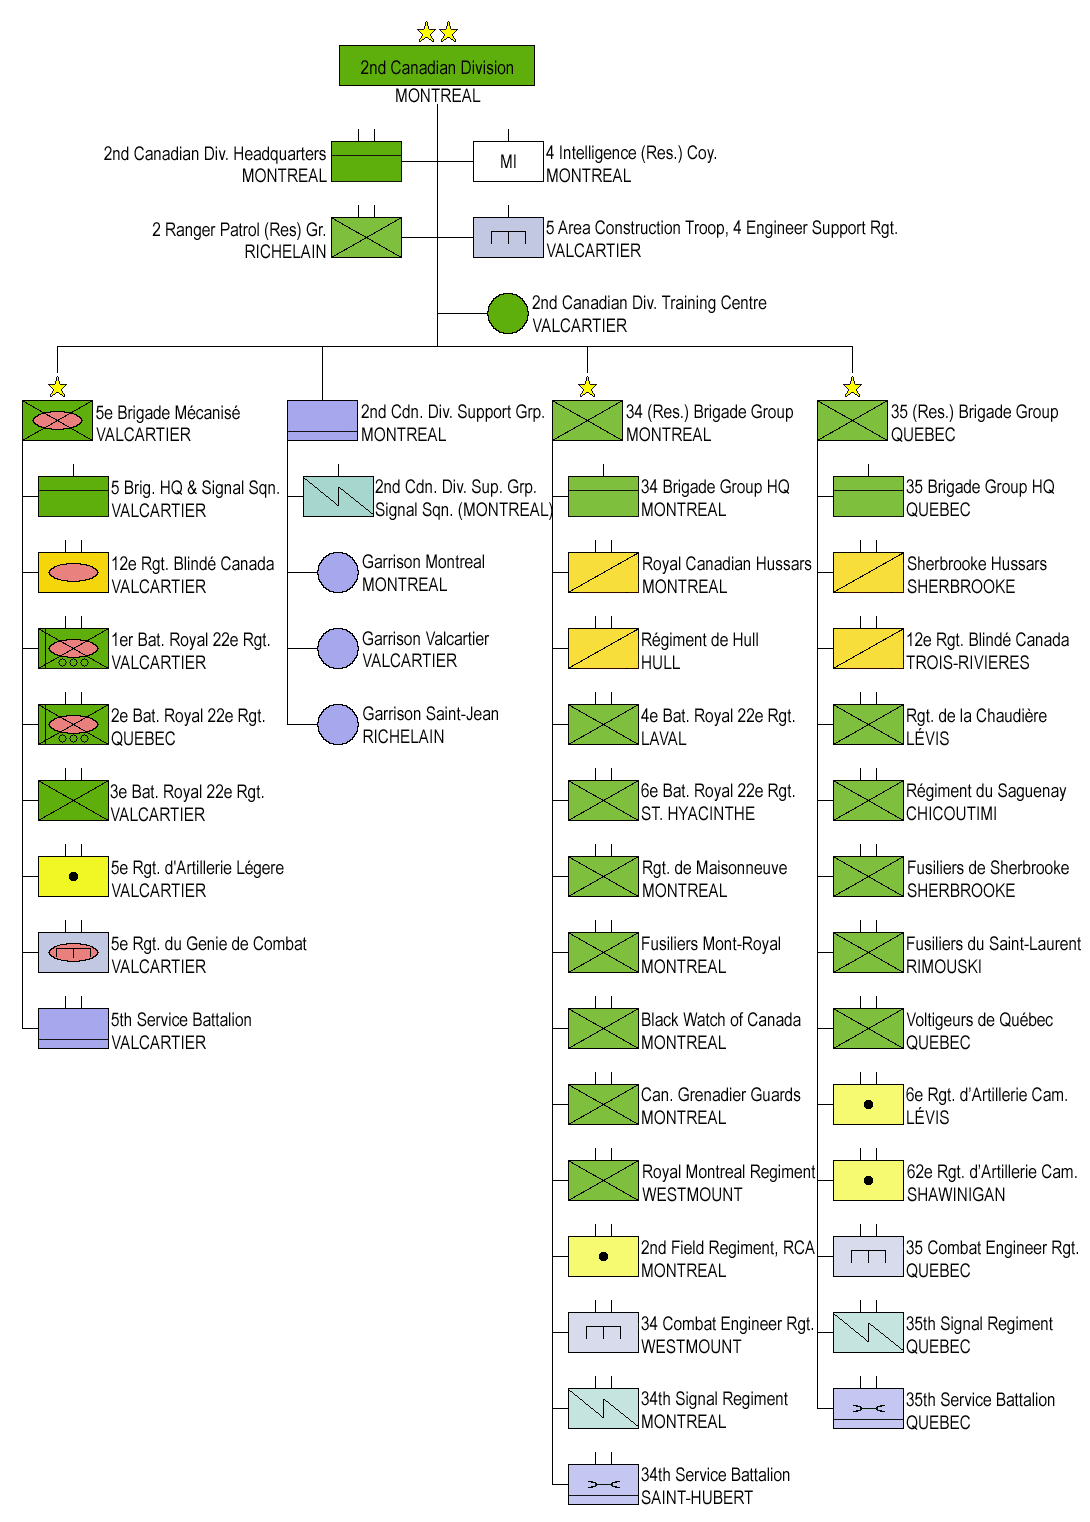 2nd Canadian Division
MONTREAL
2nd Canadian Div. Headquarters
MONTREAL
MI
4 Intelligence (Res.) Coy.
MONTREAL
2 Ranger Patrol (Res) Gr.
RICHELAIN
5 Area Construction Troop, 4 Engineer Support Rgt.
VALCARTIER
2nd Canadian Div. Training Centre
VALCARTIER
5e Brigade Mécanisé
VALCARTIER
5 Brig. HQ & Signal Sqn.
VALCARTIER
12e Rgt. Blindé Canada
VALCARTIER
1er Bat. Royal 22e Rgt.
VALCARTIER
2e Bat. Royal 22e Rgt.
QUEBEC
3e Bat. Royal 22e Rgt.
VALCARTIER
5e Rgt. d'Artillerie Légere
VALCARTIER
5e Rgt. du Genie de Combat
VALCARTIER
5th Service Battalion
VALCARTIER
2nd Cdn. Div. Support Grp.
MONTREAL
2nd Cdn. Div. Sup. Grp.
Signal Sqn. (MONTREAL)
Garrison Montreal
MONTREAL
Garrison Valcartier
VALCARTIER
Garrison Saint-Jean
RICHELAIN
34 (Res.) Brigade Group
MONTREAL
34 Brigade Group HQ
MONTREAL
Royal Canadian Hussars
MONTREAL
Régiment de Hull
HULL
4e Bat. Royal 22e Rgt.
LAVAL
6e Bat. Royal 22e Rgt.
ST. HYACINTHE
Rgt. de Maisonneuve
MONTREAL
Fusiliers Mont-Royal
MONTREAL
Black Watch of Canada
MONTREAL
Can. Grenadier Guards
MONTREAL
Royal Montreal Regiment
WESTMOUNT
2nd Field Regiment, RCA
MONTREAL
34 Combat Engineer Rgt.
WESTMOUNT
34th Signal Regiment
MONTREAL
34th Service Battalion
SAINT-HUBERT
35 (Res.) Brigade Group
QUEBEC
35 Brigade Group HQ
QUEBEC
Sherbrooke Hussars
SHERBROOKE
12e Rgt. Blindé Canada
TROIS-RIVIERES
Rgt. de la Chaudière
LÉVIS
Régiment du Saguenay
CHICOUTIMI
Fusiliers de Sherbrooke
SHERBROOKE
Fusiliers du Saint-Laurent
RIMOUSKI
Voltigeurs de Québec
QUEBEC
6e Rgt. d'Artillerie Cam.
LÉVIS
62e Rgt. d'Artillerie Cam.
SHAWINIGAN
35 Combat Engineer Rgt.
QUEBEC
35th Signal Regiment
QUEBEC
35th Service Battalion
QUEBEC